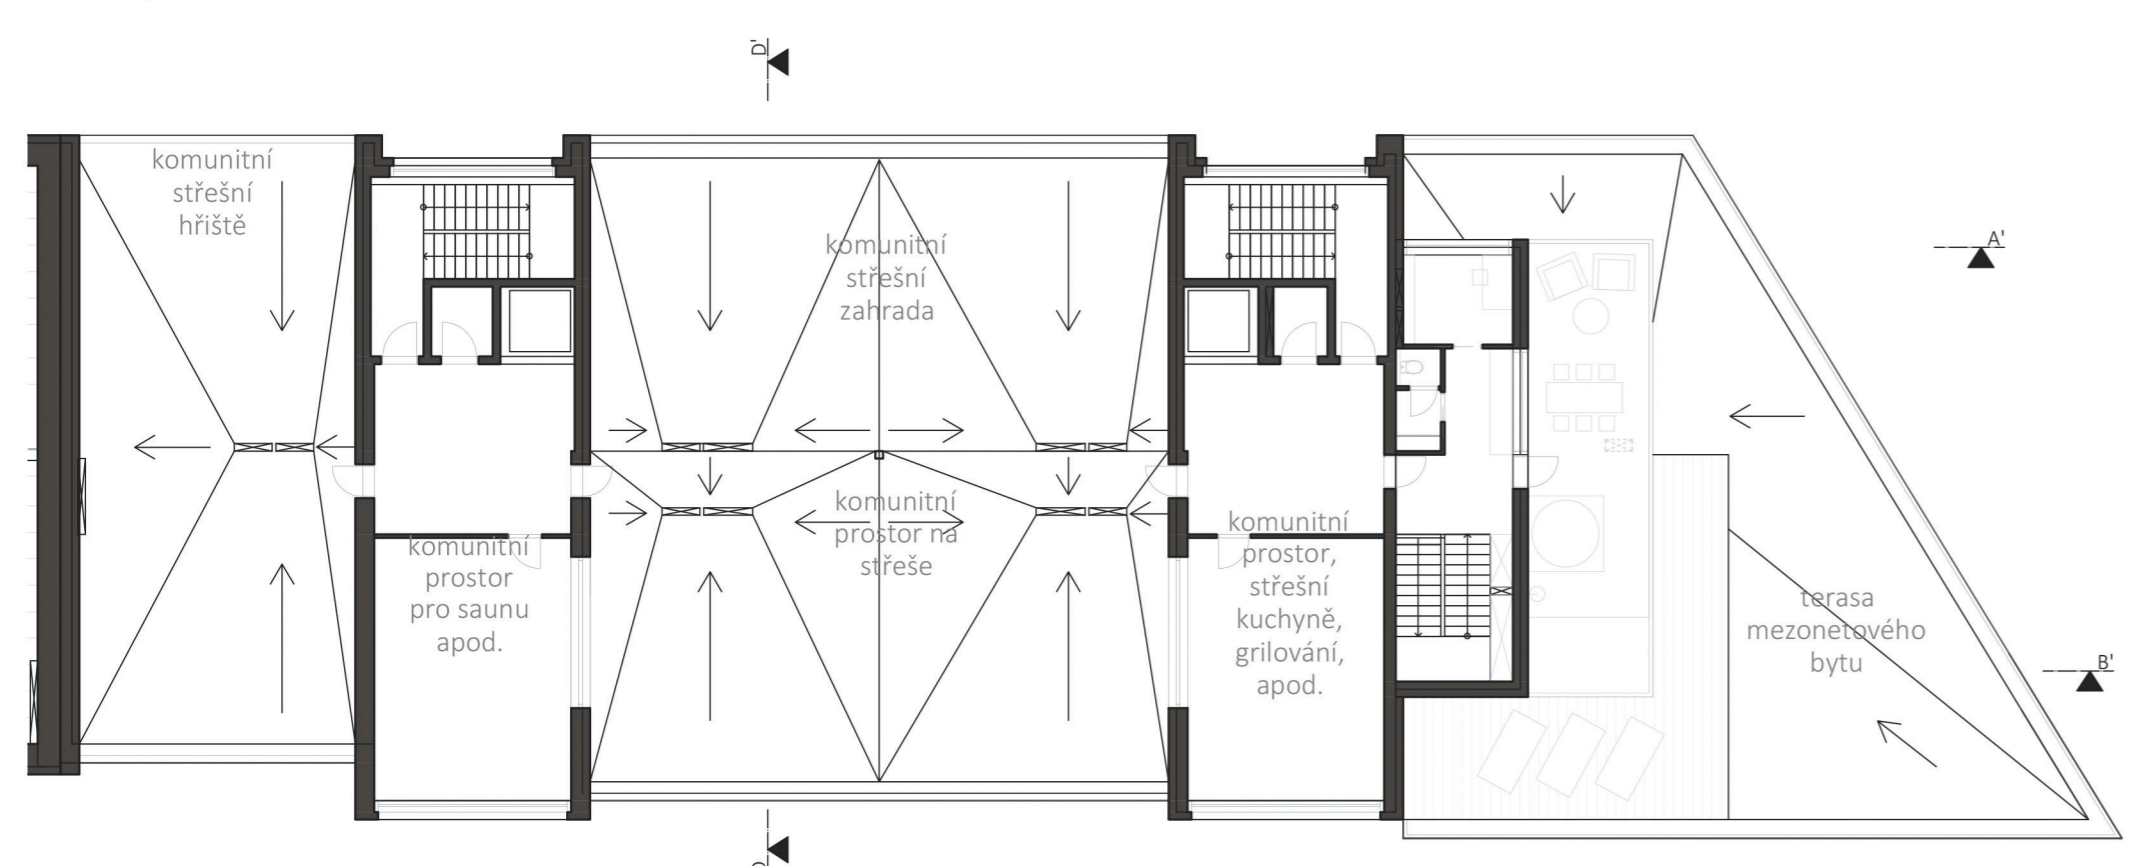 D'
komunitní
střešní
hřiště
komunitní
střešní
zahrada
A'
komunitní
prostor na
střeše
komunitní
prostor
pro saunu
apod.
komunitní
prostor,
střešní
kuchyně,
grilování,
apod.
terasa
mezonetového
bytu
B'